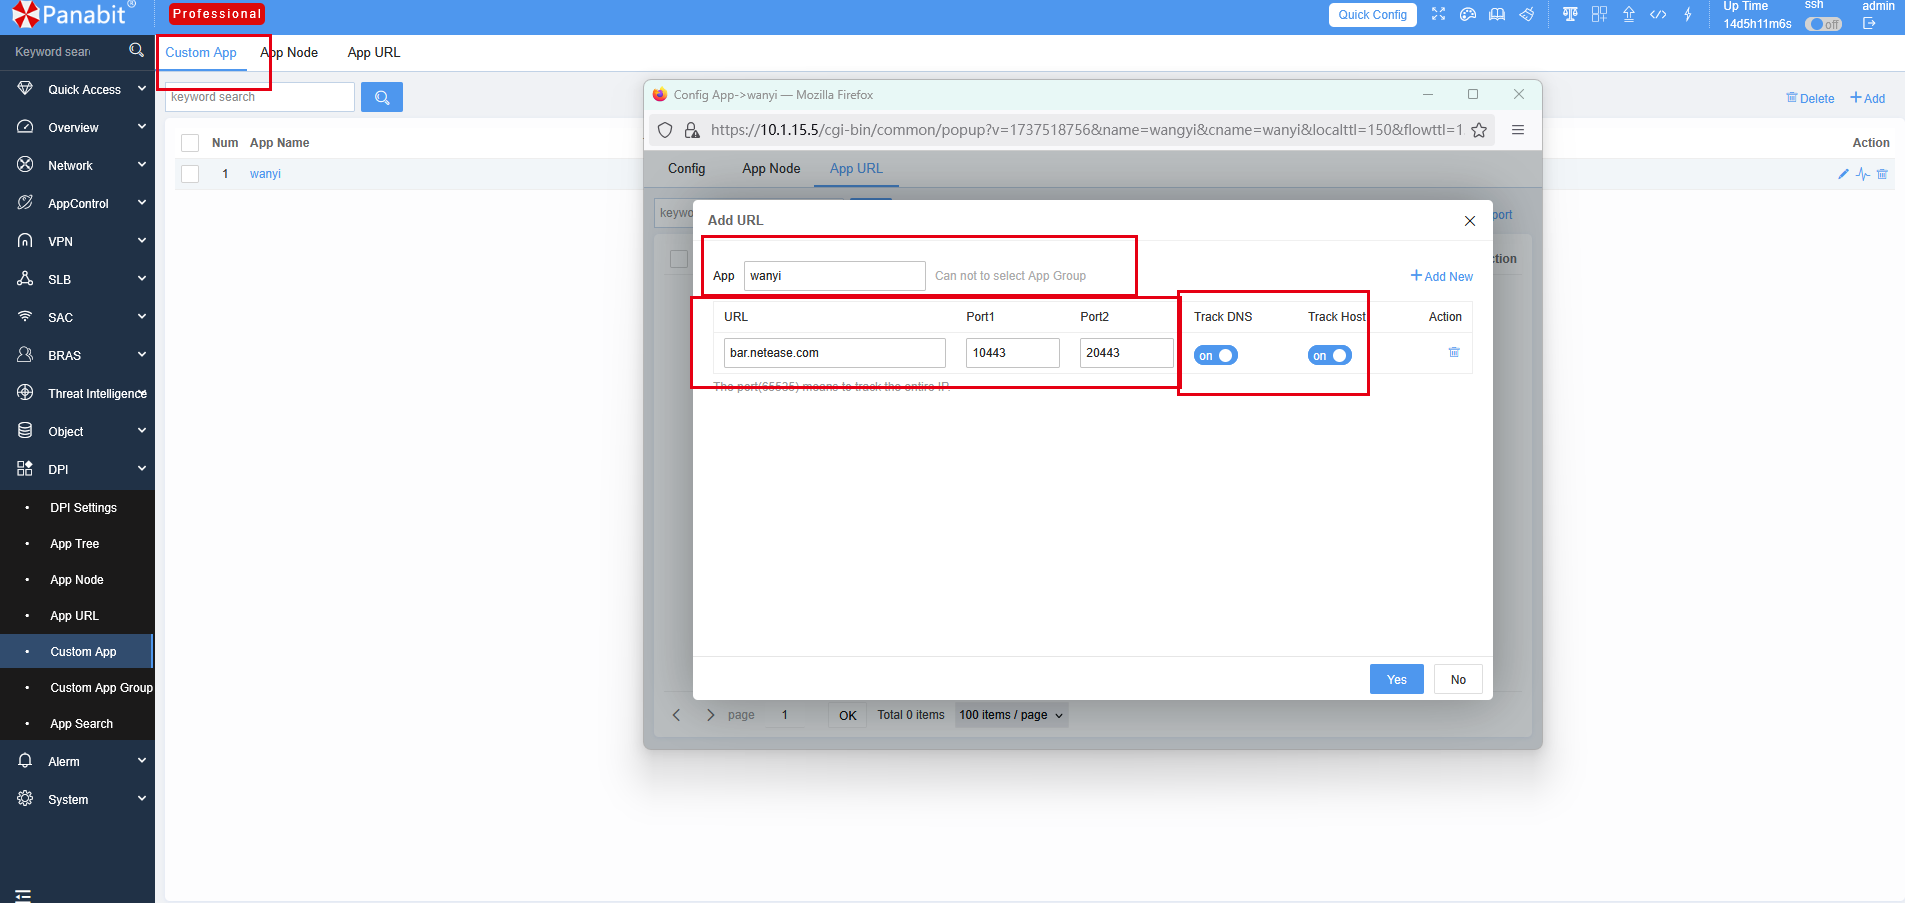 Panabit®
Professional
Quick Config
Up Time
14d5h11m6s
ssh
off
admin
Keyword sear
Custom App
App Node
App URL
keyword search
Delete
Add
Num
App Name
Action
1
wanyi
Quick Access
Overview
Network
AppControl
VPN
SLB
SAC
BRAS
Threat Intelligence
Object
DPI
DPI Settings
App Tree
App Node
App URL
Custom App
Custom App Group
App Search
Alerm
System
Config App->wanyi — Mozilla Firefox
https://10.1.15.5/cgi-bin/common/popup?v=1737518756&name=wangyi&cname=wanyi&localttl=150&flowttl=1
Config
App Node
App URL
keywo
port
ction
Add URL
App
wanyi
Can not to select App Group
Add New
URL
Port1
Port2
Track DNS
Track Host
Action
bar.netease.com
10443
20443
on
on
The port(65535) means to track the entire IP.
Yes
No
page
1
OK
Total 0 items
100 items / page